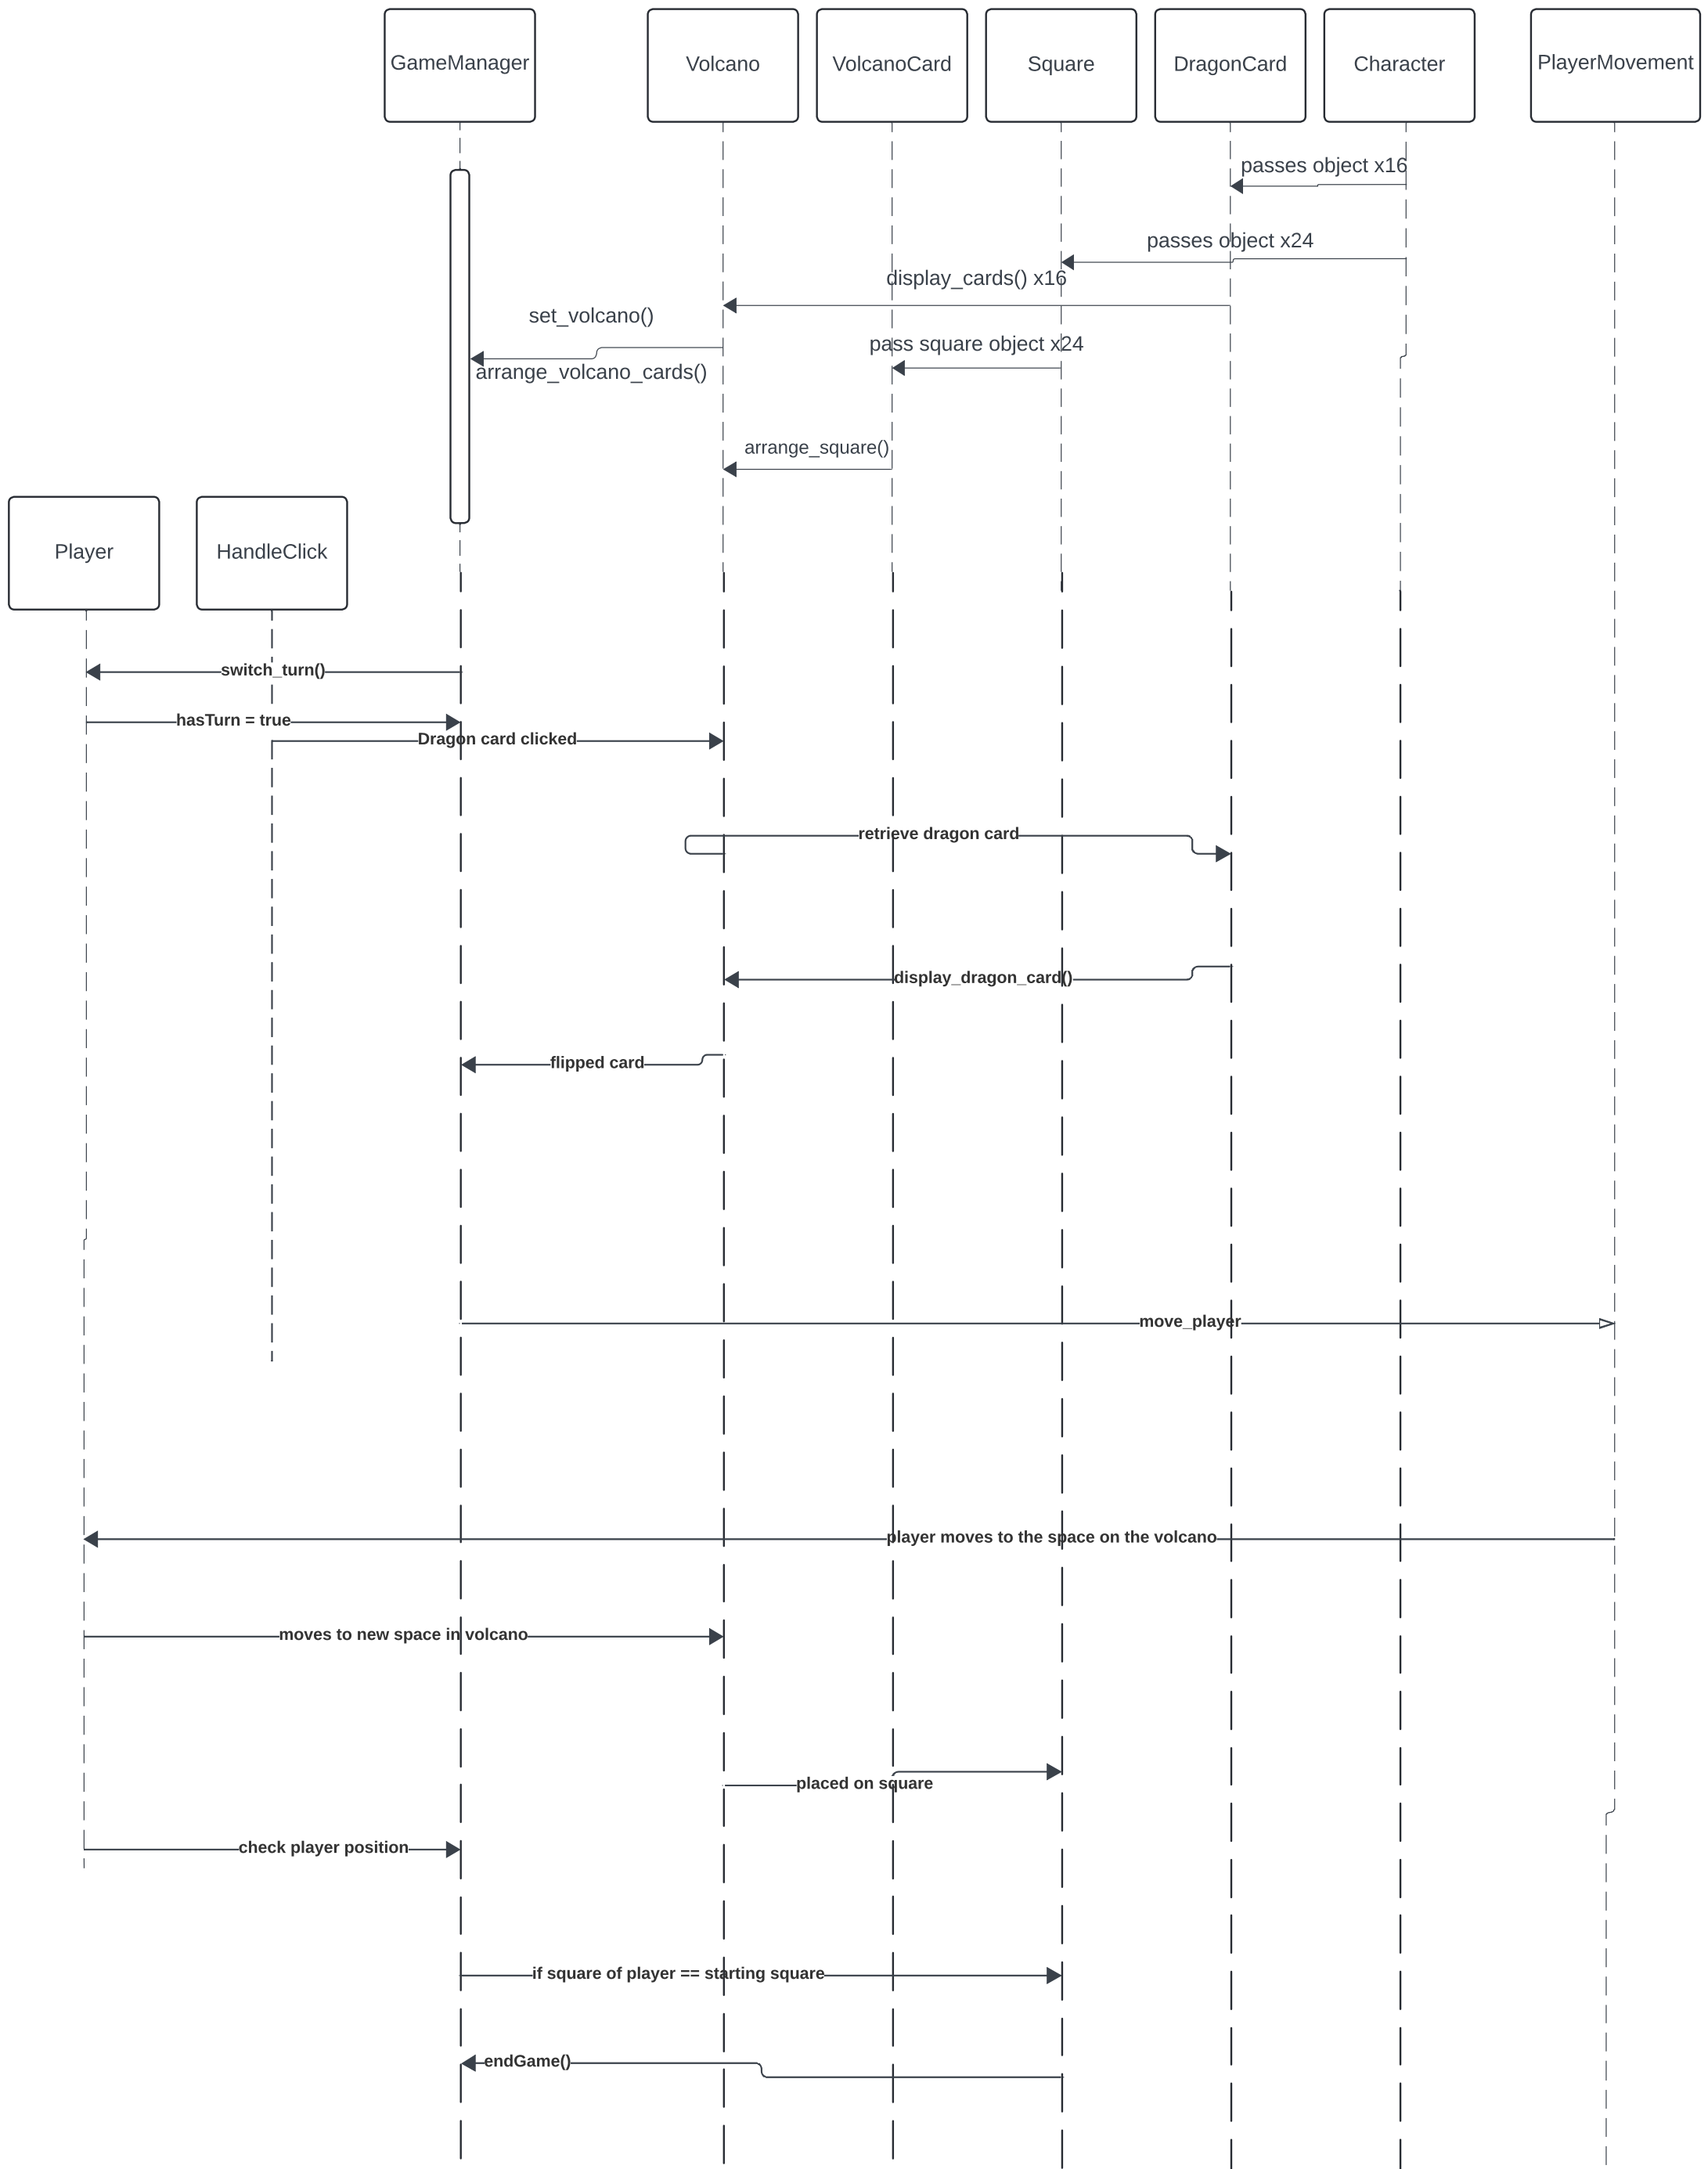 GameManager
Volcano
VolcanoCard
Square
DragonCard
Character
PlayerMovement
passes object x16
passes object x24
display_cards() x16
set_volcano()
pass square object x24
arrange_volcano_cards()
arrange_square()
Player
HandleClick
switch_turn()
hasTurn = true
Dragon card clicked
retrieve dragon card
display_dragon_card()
flipped card
move_player
player moves to the space on the volcano
moves to new space in volcano
placed on square
check player position
if square of player == starting square
endGame()